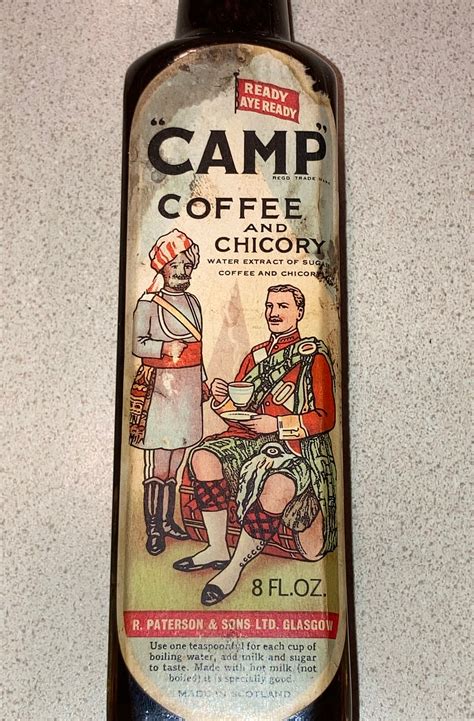 READY
AYE READY
"CAMP"
REGD TRADE MARK
COFFEE
AND
CHICORY
WATER EXTRACT OF SUGAR
COFFEE AND CHICORY
8 FL.OZ.
R. PATERSON & SONS LTD. GLASGOW
Use one teaspoonful for each cup of
boiling water, add milk and sugar
to taste. Made with hot milk (not
boiled) it is specially good.
MADE IN SCOTLAND